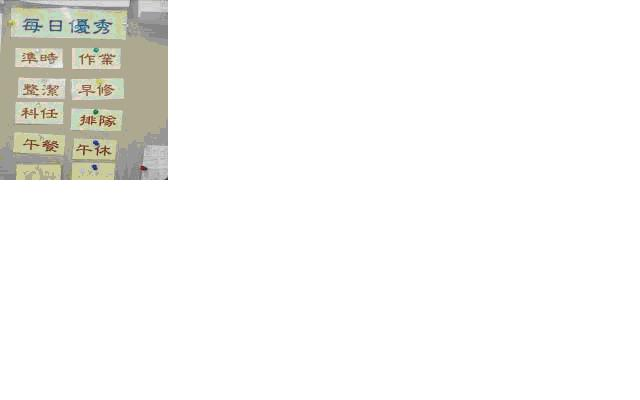 每日優秀
準時 作業
整潔 早修
科任 排隊
午餐 午休